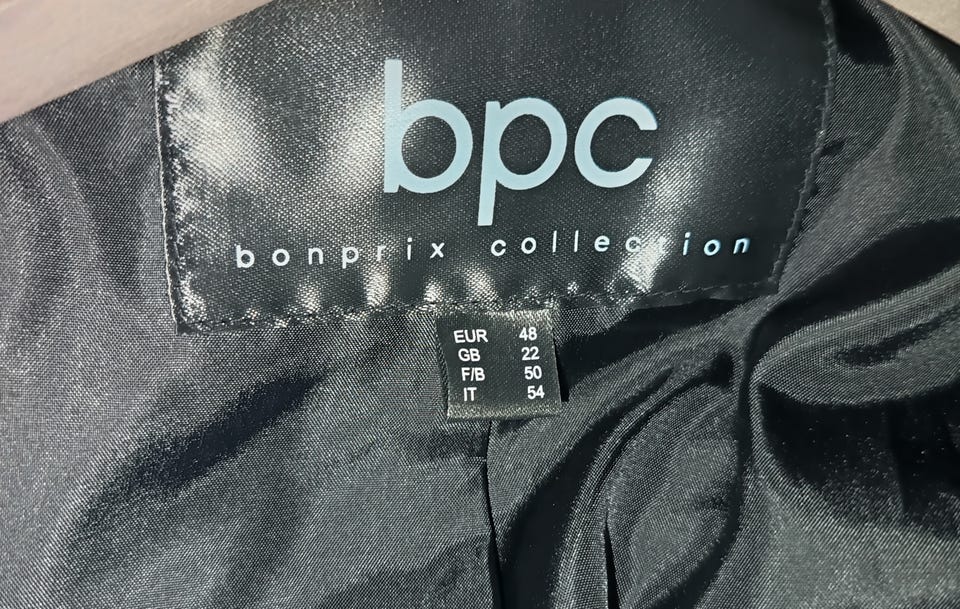 bpc
bonprix collection
EUR 48
GB 22
F/B 50
IT 54